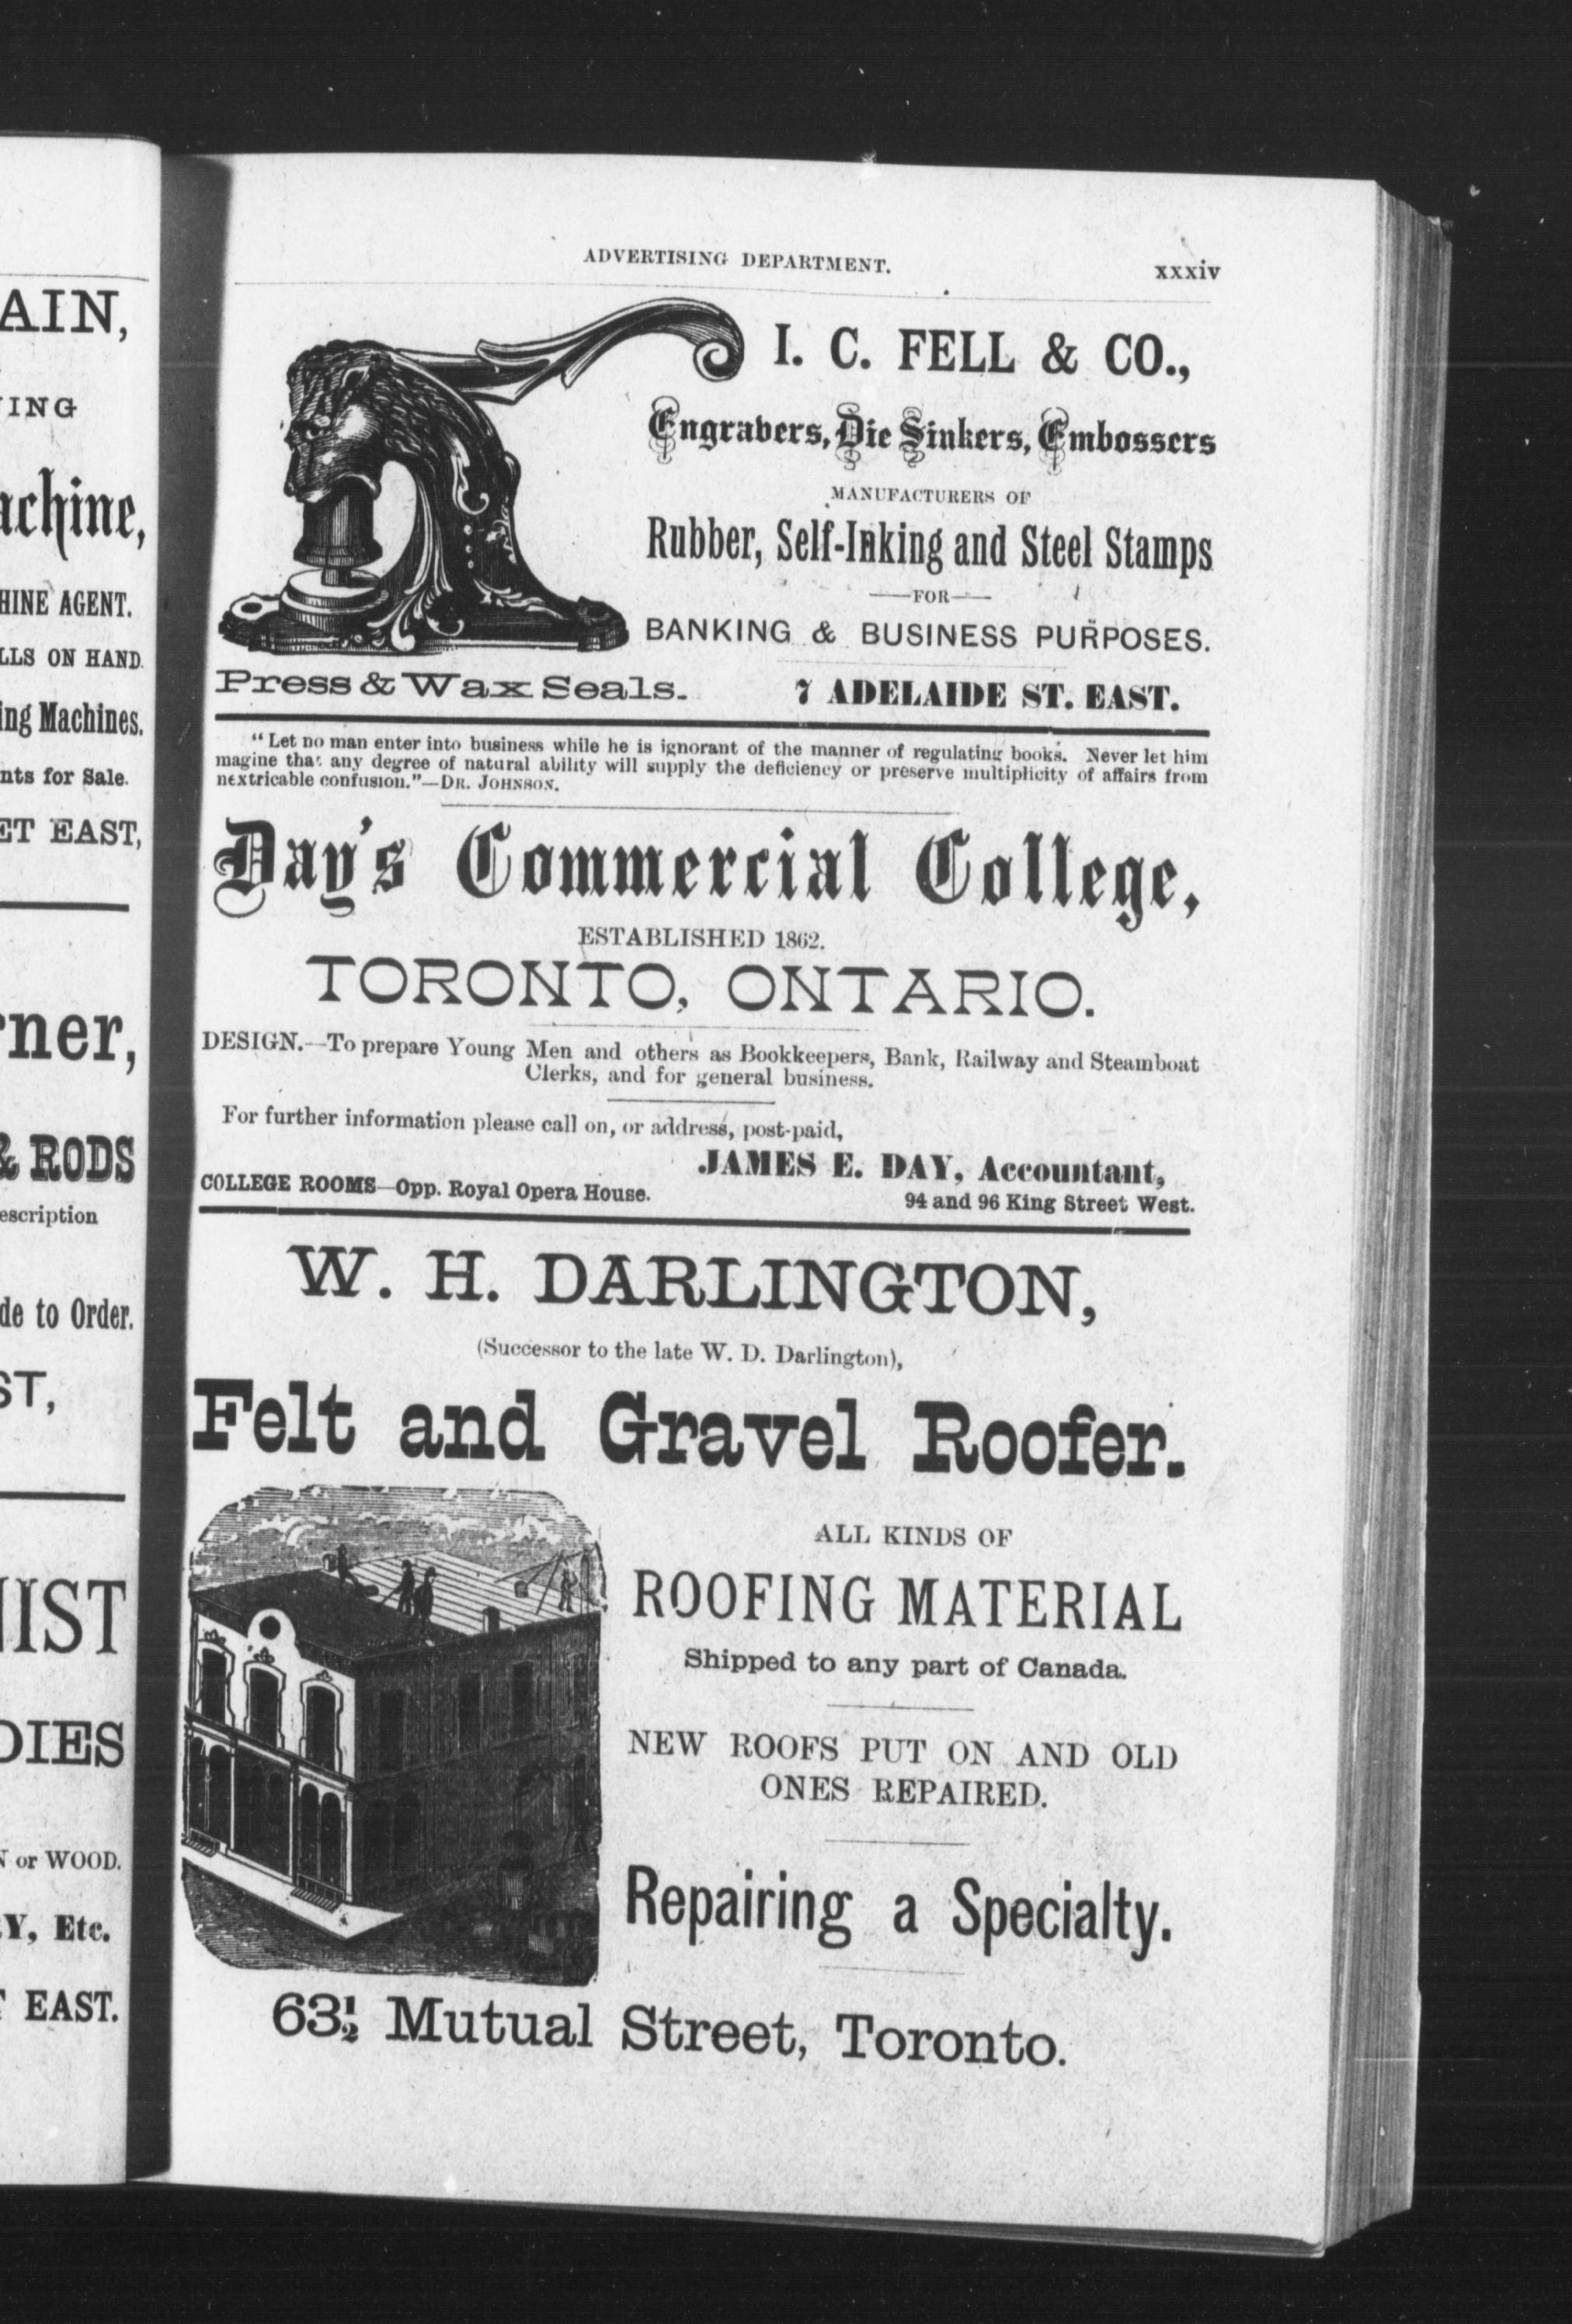 AIN,
ING
achine,
HINE AGENT.
LLS ON HAND.
ing Machines.
nts for Sale.
ET EAST,
rner,
& RODS
escription
de to Order.
ST,
IST
DIES
N or WOOD.
Y, Etc.
T EAST.
ADVERTISING DEPARTMENT.
xxxiv
I. C. FELL & CO.,
Engravers, Die Sinkers, Embossers
MANUFACTURERS OF
Rubber, Self-Inking and Steel Stamps
FOR
BANKING & BUSINESS PURPOSES.
Press & Wax Seals.
7 ADELAIDE ST. EAST.
"Let no man enter into business while he is ignorant of the manner of regulating books. Never let him
magine that any degree of natural ability will supply the deficiency or preserve multiplicity of affairs from
nextricable confusion."—DR. JOHNSON.
Day's Commercial College,
ESTABLISHED 1862.
TORONTO, ONTARIO.
DESIGN.—To prepare Young Men and others as Bookkeepers, Bank, Railway and Steamboat
Clerks, and for general business.
For further information please call on, or address, post-paid,
JAMES E. DAY, Accountant,
COLLEGE ROOMS—Opp. Royal Opera House.
94 and 96 King Street West.
W. H. DARLINGTON,
(Successor to the late W. D. Darlington),
Felt and Gravel Roofer.
ALL KINDS OF
ROOFING MATERIAL
Shipped to any part of Canada.
NEW ROOFS PUT ON AND OLD
ONES REPAIRED.
Repairing a Specialty.
63½ Mutual Street, Toronto.